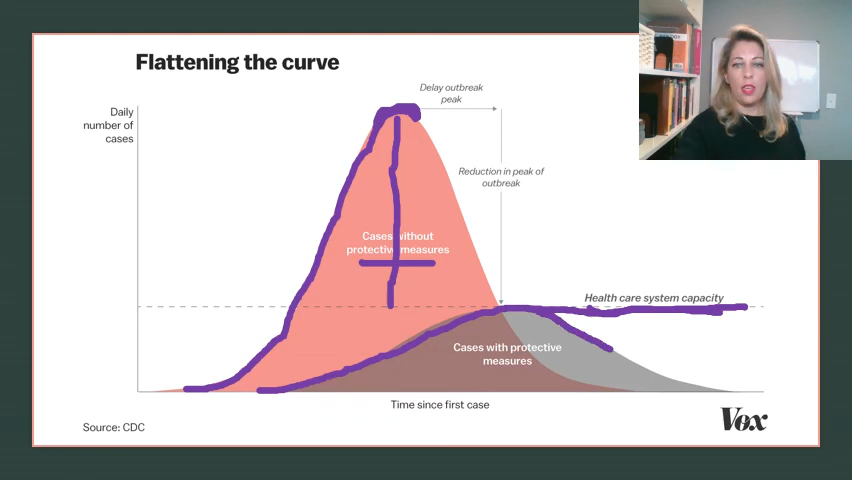 Flattening the curve
Delay outbreak
peak
Daily
number of
cases
Reduction in peak of
outbreak
Cases without
protective measures
Health care system capacity
Cases with protective
measures
Time since first case
Source: CDC
Vox